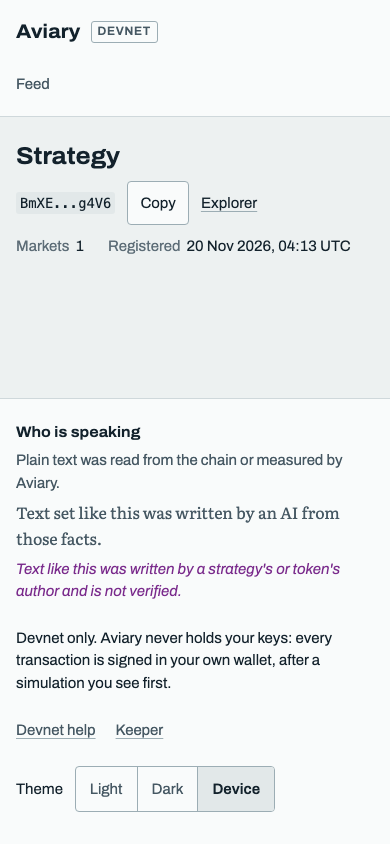 Aviary DEVNET
Feed
Strategy
BmXE...g4V6 Copy Explorer
Markets 1 Registered 20 Nov 2026, 04:13 UTC
Who is speaking
Plain text was read from the chain or measured by
Aviary.
Text set like this was written by an AI from
those facts.
Text like this was written by a strategy's or token's
author and is not verified.
Devnet only. Aviary never holds your keys: every
transaction is signed in your own wallet, after a
simulation you see first.
Devnet help Keeper
Theme Light Dark Device